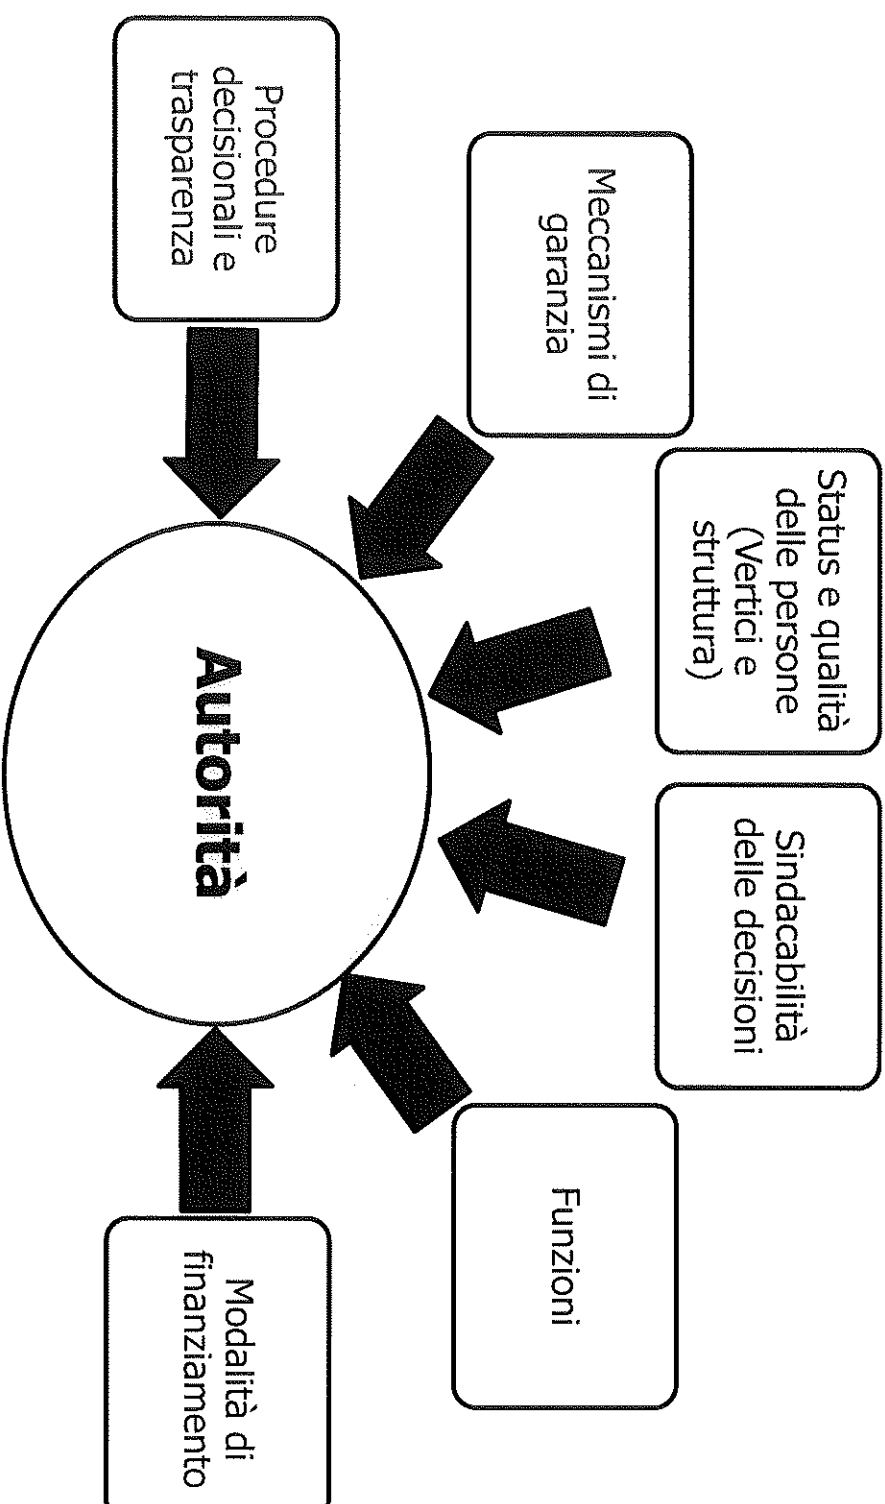 Procedure
decisionali e
trasparenza
Meccanismi di
garanzia
Status e qualità
delle persone
(Vertici e
struttura)
Sindacabilità
delle decisioni
Funzioni
Modalità di
finanziamento
Autorità